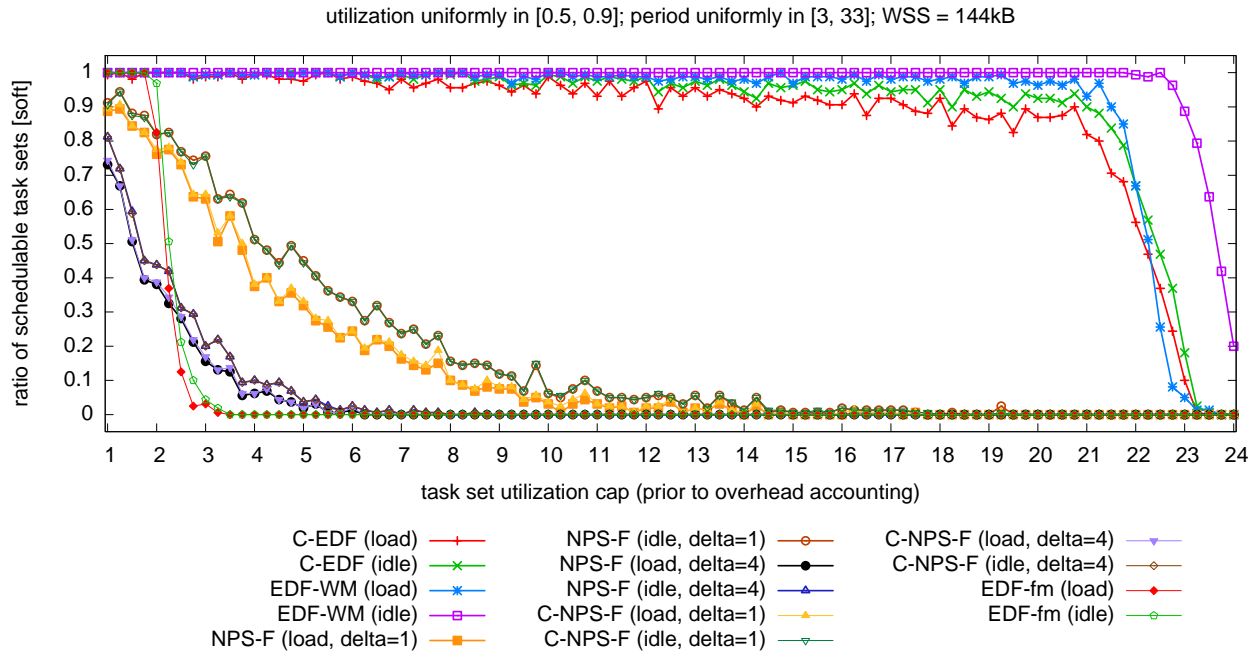 utilization uniformly in [0.5, 0.9]; period uniformly in [3, 33]; WSS = 144kB
ratio of schedulable task sets [soft]
1
0.9
0.8
0.7
0.6
0.5
0.4
0.3
0.2
0.1
0
1 2 3 4 5 6 7 8 9 10 11 12 13 14 15 16 17 18 19 20 21 22 23 24
task set utilization cap (prior to overhead accounting)
C-EDF (load)
C-EDF (idle)
EDF-WM (load)
EDF-WM (idle)
NPS-F (load, delta=1)
NPS-F (idle, delta=1)
NPS-F (load, delta=4)
NPS-F (idle, delta=4)
C-NPS-F (load, delta=1)
C-NPS-F (idle, delta=1)
C-NPS-F (load, delta=4)
C-NPS-F (idle, delta=4)
EDF-fm (load)
EDF-fm (idle)